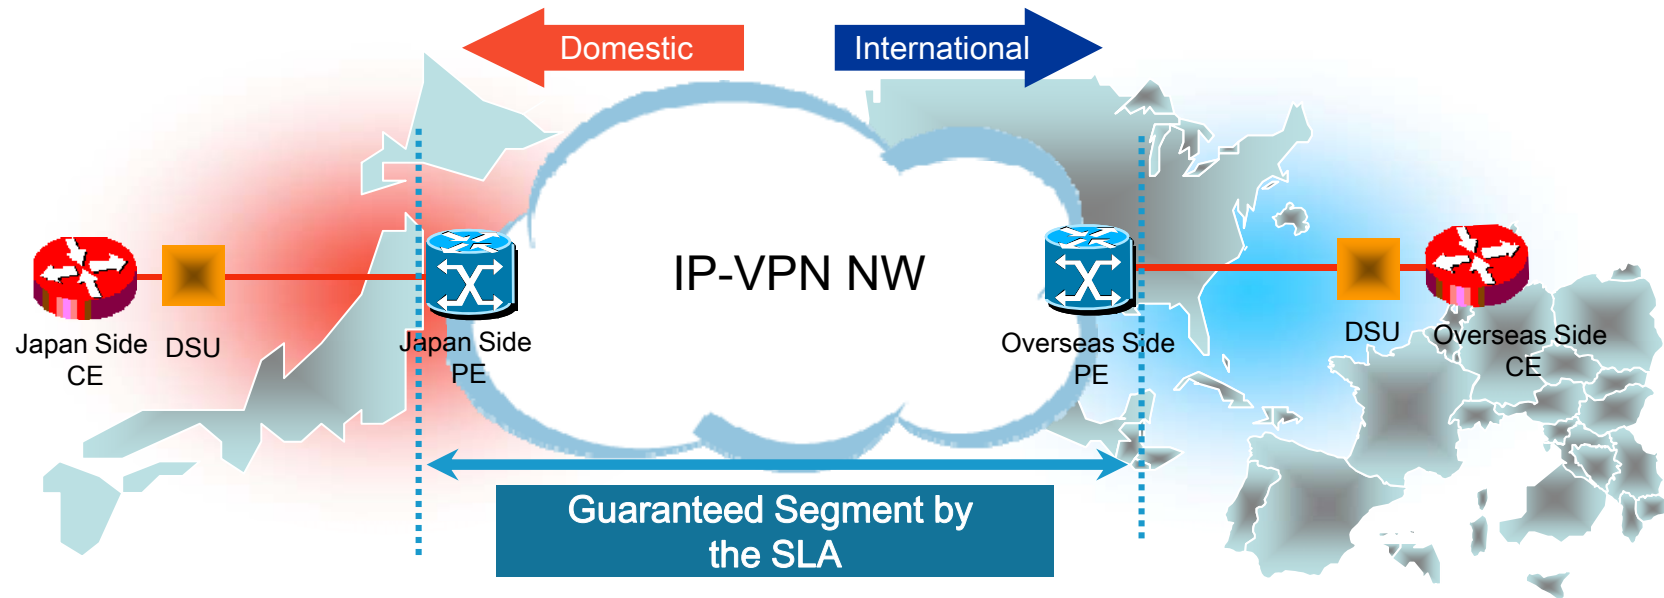 Domestic
International
IP-VPN NW
Japan Side
CE
DSU
Japan Side
PE
Overseas Side
PE
DSU
Overseas Side
CE
Guaranteed Segment by
the SLA